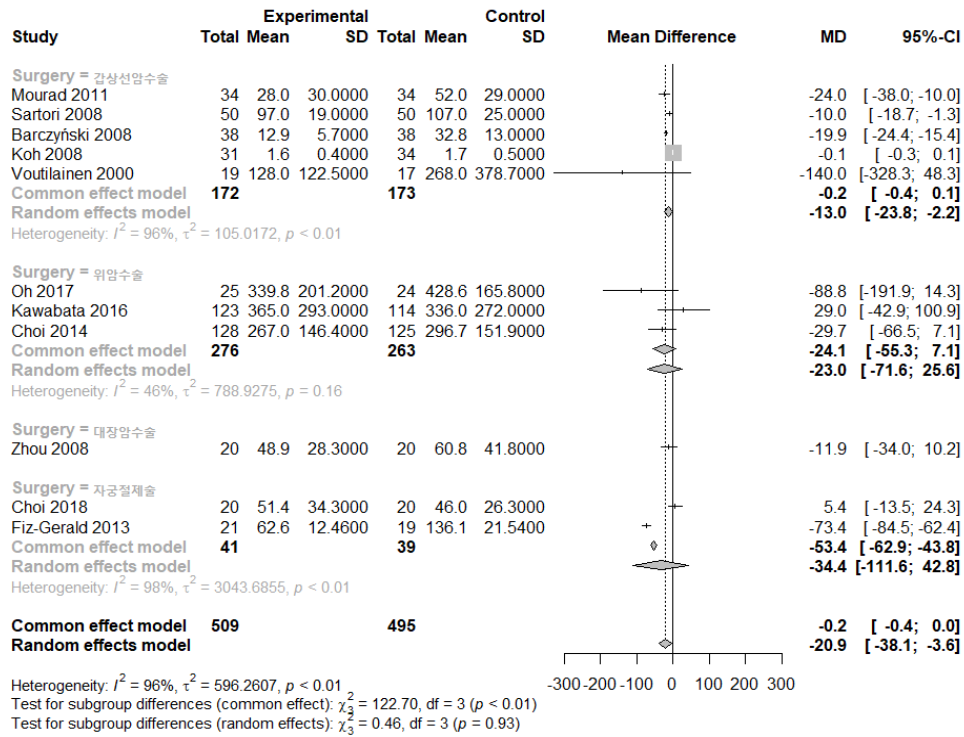 Experimental Control
Study Total Mean SD Total Mean SD Mean Difference MD 95%-CI
Surgery = 갑상선암수술
Mourad 2011 34 28.0 30.0000 34 52.0 29.0000 -24.0 [-38.0; -10.0]
Sartori 2008 50 97.0 19.0000 50 107.0 25.0000 -10.0 [-18.7; -1.3]
Barczyński 2008 38 12.9 5.7000 38 32.8 13.0000 -19.9 [-24.4; -15.4]
Koh 2008 31 1.6 0.4000 34 1.7 0.5000 -0.1 [-0.3; 0.1]
Voutilainen 2000 19 128.0 122.5000 17 268.0 378.7000 -140.0 [-328.3; 48.3]
Common effect model 172 173 -0.2 [-0.4; 0.1]
Random effects model -13.0 [-23.8; -2.2]
Heterogeneity: I² = 96%, τ² = 105.0172, p < 0.01
Surgery = 위암수술
Oh 2017 25 339.8 201.2000 24 428.6 165.8000 -88.8 [-191.9; 14.3]
Kawabata 2016 123 365.0 293.0000 114 336.0 272.0000 29.0 [-42.9; 100.9]
Choi 2014 128 267.0 146.4000 125 296.7 151.9000 -29.7 [-66.5; 7.1]
Common effect model 276 263 -24.1 [-55.3; 7.1]
Random effects model -23.0 [-71.6; 25.6]
Heterogeneity: I² = 46%, τ² = 788.9275, p = 0.16
Surgery = 대장암수술
Zhou 2008 20 48.9 28.3000 20 60.8 41.8000 -11.9 [-34.0; 10.2]
Surgery = 자궁절제술
Choi 2018 20 51.4 34.3000 20 46.0 26.3000 5.4 [-13.5; 24.3]
Fiz-Gerald 2013 21 62.6 12.4600 19 136.1 21.5400 -73.4 [-84.5; -62.4]
Common effect model 41 39 -53.4 [-62.9; -43.8]
Random effects model -34.4 [-111.6; 42.8]
Heterogeneity: I² = 98%, τ² = 3043.6855, p < 0.01
Common effect model 509 495 -0.2 [-0.4; 0.0]
Random effects model -20.9 [-38.1; -3.6]
-300 -200 -100 0 100 200 300
Heterogeneity: I² = 96%, τ² = 596.2607, p < 0.01
Test for subgroup differences (common effect): χ²₃ = 122.70, df = 3 (p < 0.01)
Test for subgroup differences (random effects): χ²₃ = 0.46, df = 3 (p = 0.93)